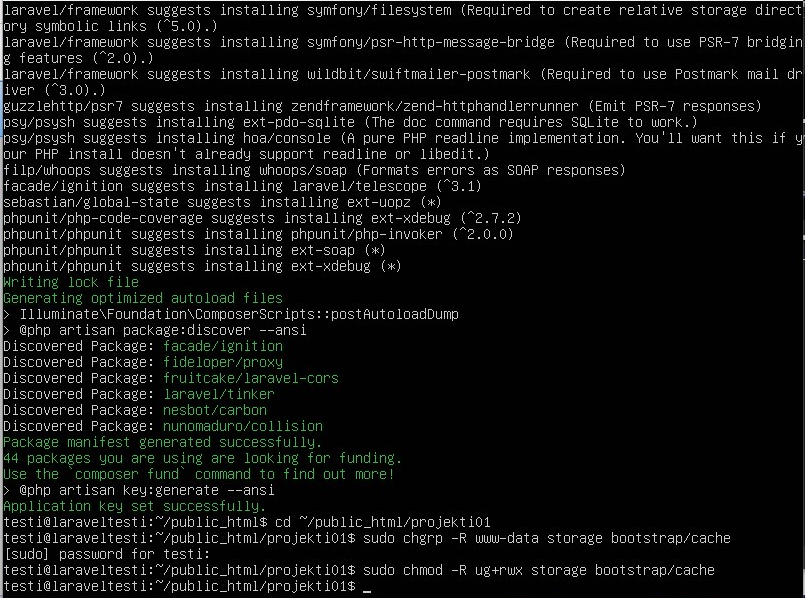 laravel/framework suggests installing symfony/filesystem (Required to create relative storage direct
ory symbolic links (^5.0).)
laravel/framework suggests installing symfony/psr-http-message-bridge (Required to use PSR-7 bridgin
g features (^2.0).)
laravel/framework suggests installing wildbit/swiftmailer-postmark (Required to use Postmark mail dr
iver (^3.0).)
guzzlehttp/psr7 suggests installing zendframework/zend-httphandlerrunner (Emit PSR-7 responses)
psy/psysh suggests installing ext-pdo-sqlite (The doc command requires SQLite to work.)
psy/psysh suggests installing hoa/console (A pure PHP readline implementation. You'll want this if y
our PHP install doesn't already support readline or libedit.)
filp/whoops suggests installing whoops/soap (Formats errors as SOAP responses)
facade/ignition suggests installing laravel/telescope (^3.1)
sebastian/global-state suggests installing ext-uopz (*)
phpunit/php-code-coverage suggests installing ext-xdebug (^2.7.2)
phpunit/phpunit suggests installing phpunit/php-invoker (^2.0.0)
phpunit/phpunit suggests installing ext-soap (*)
phpunit/phpunit suggests installing ext-xdebug (*)
Writing lock file
Generating optimized autoload files
> Illuminate\Foundation\ComposerScripts::postAutoloadDump
> @php artisan package:discover --ansi
Discovered Package: facade/ignition
Discovered Package: fideloper/proxy
Discovered Package: fruitcake/laravel-cors
Discovered Package: laravel/tinker
Discovered Package: nesbot/carbon
Discovered Package: nunomaduro/collision
Package manifest generated successfully.
44 packages you are using are looking for funding.
Use the `composer fund` command to find out more!
> @php artisan key:generate --ansi
Application key set successfully.
testi@laraveltesti:~/public_html$ cd ~/public_html/projekti01
testi@laraveltesti:~/public_html/projekti01$ sudo chgrp -R www-data storage bootstrap/cache
[sudo] password for testi:
testi@laraveltesti:~/public_html/projekti01$ sudo chmod -R ug+rwx storage bootstrap/cache
testi@laraveltesti:~/public_html/projekti01$ _